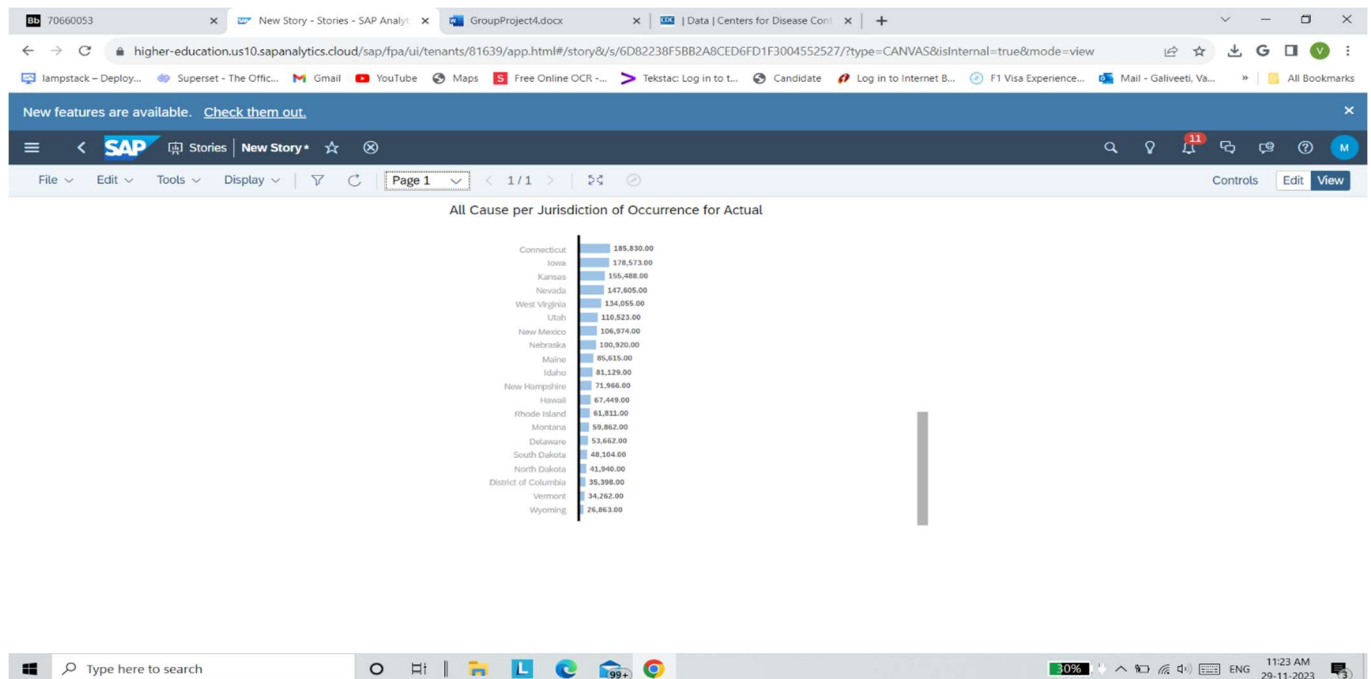 Bb 70660053 New Story - Stories - SAP Analyt GroupProject4.docx CDC | Data | Centers for Disease Cont
higher-education.us10.sapanalytics.cloud/sap/fpa/ui/tenants/81639/app.html#/story&/s/6D82238F5BB2A8CED6FD1F3004552527/?type=CANVAS&isInternal=true&mode=view G V
lampstack – Deploy... Superset - The Offic... Gmail YouTube Maps S Free Online OCR -... Tekstac: Log in to t... Candidate Log in to Internet B... F1 Visa Experience... Mail - Galiveeti, Va... » All Bookmarks
New features are available. Check them out.
SAP Stories New Story* 11 M
File Edit Tools Display Page 1 1/1 Controls Edit View
All Cause per Jurisdiction of Occurrence for Actual
Connecticut 185,830.00
Iowa 178,573.00
Kansas 155,488.00
Nevada 147,605.00
West Virginia 134,055.00
Utah 110,523.00
New Mexico 106,974.00
Nebraska 100,920.00
Maine 85,615.00
Idaho 81,129.00
New Hampshire 71,966.00
Hawaii 67,449.00
Rhode Island 61,811.00
Montana 59,862.00
Delaware 53,662.00
South Dakota 48,104.00
North Dakota 41,940.00
District of Columbia 35,398.00
Vermont 34,262.00
Wyoming 26,863.00
Type here to search L 99+ 30% ENG 11:23 AM
29-11-2023 3